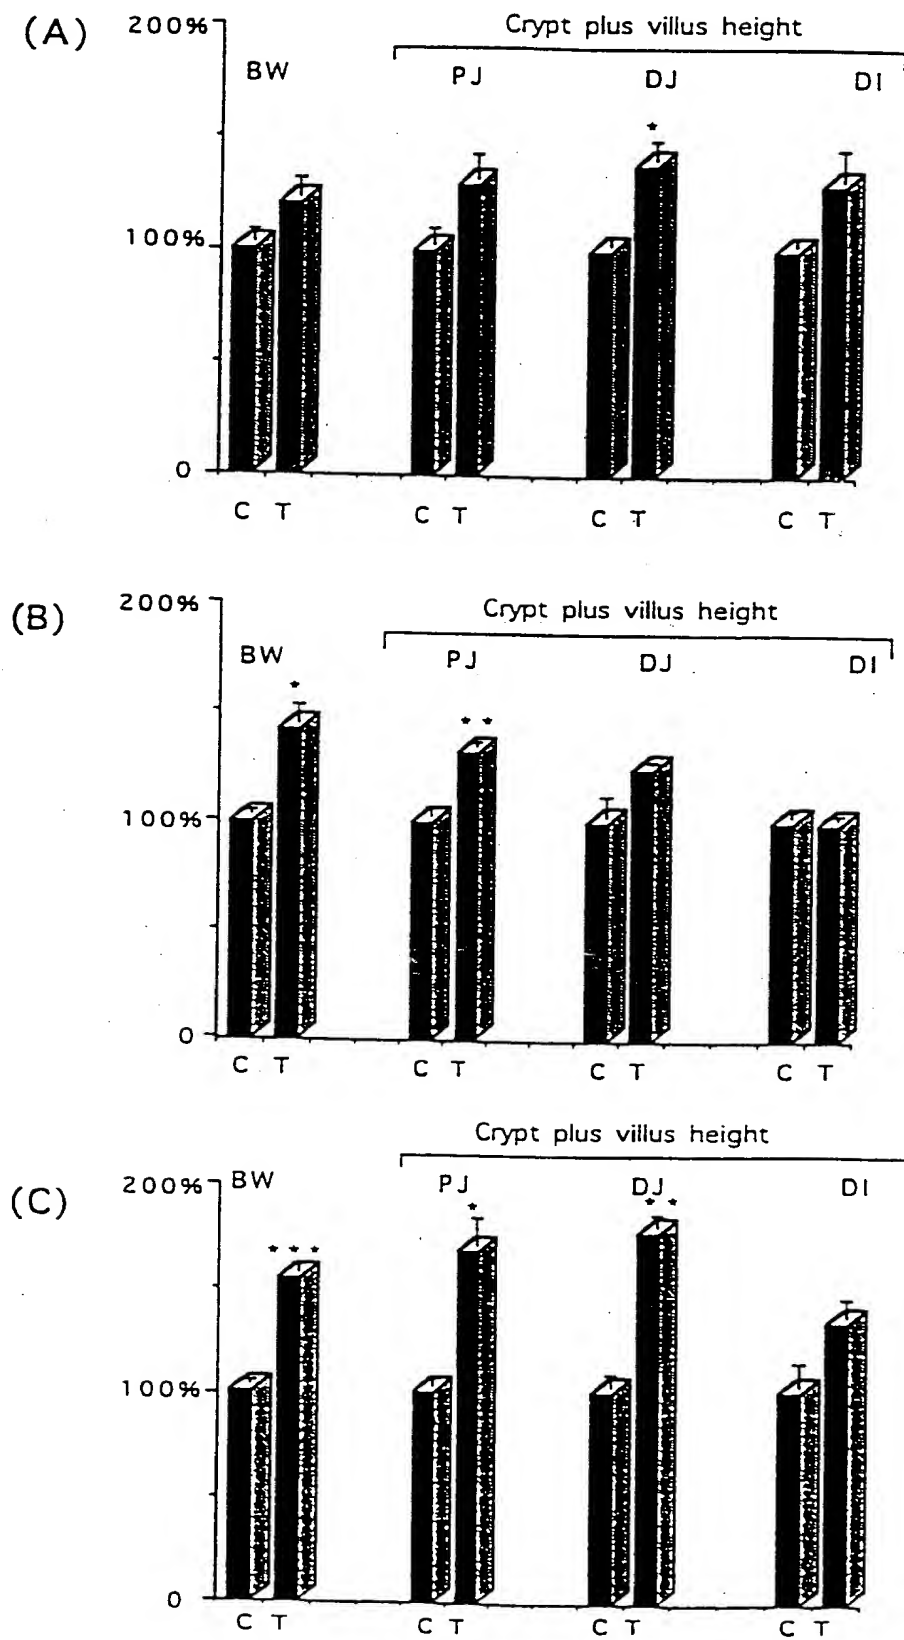 (A)
200%
Crypt plus villus height
BW PJ DJ DI
*
100%
0
C T C T C T C T
(B)
200%
Crypt plus villus height
BW PJ DJ DI
* * *
100%
0
C T C T C T C T
(C)
Crypt plus villus height
200% BW PJ DJ DI
* * * * * *
100%
0
C T C T C T C T